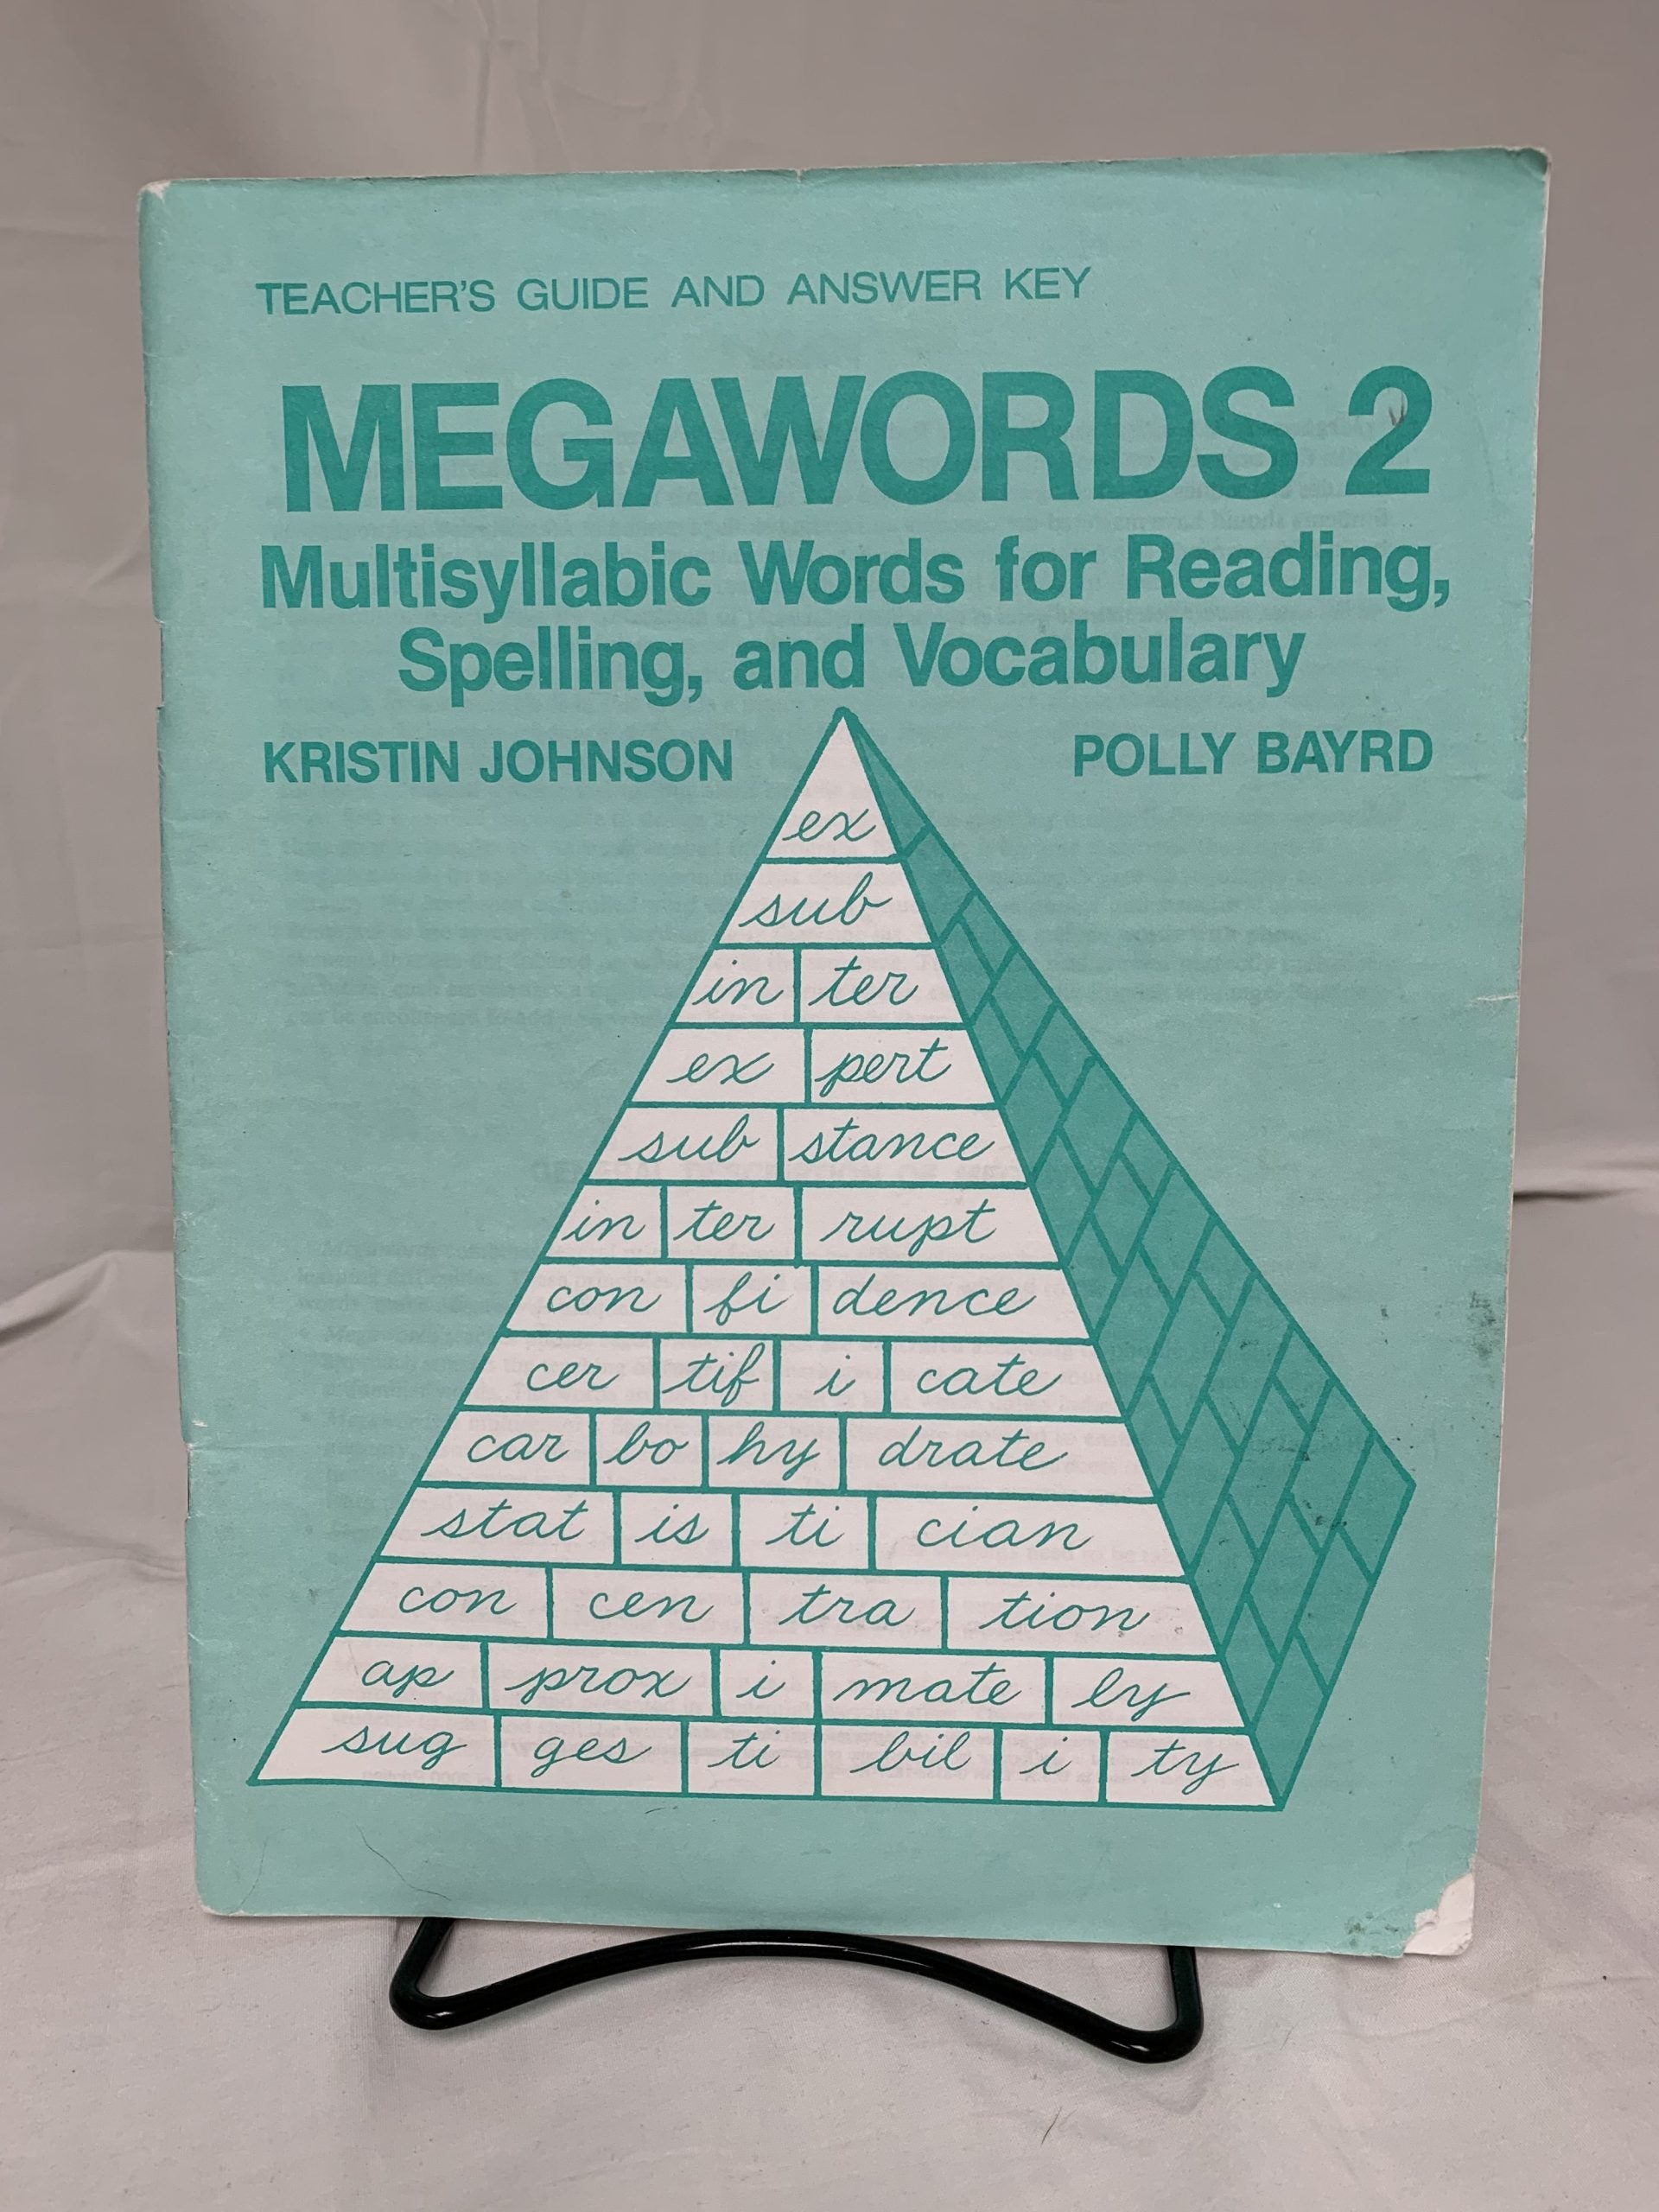 TEACHER'S GUIDE AND ANSWER KEY
MEGAWORDS 2
Multisyllabic Words for Reading,
Spelling, and Vocabulary
KRISTIN JOHNSON POLLY BAYRD
ex
sub
in ter
ex pert
sub stance
in ter rupt
con fi dence
cer tif i cate
car bo hy drate
stat is ti cian
con cen tra tion
ap prox i mate ly
sug ges ti bil i ty